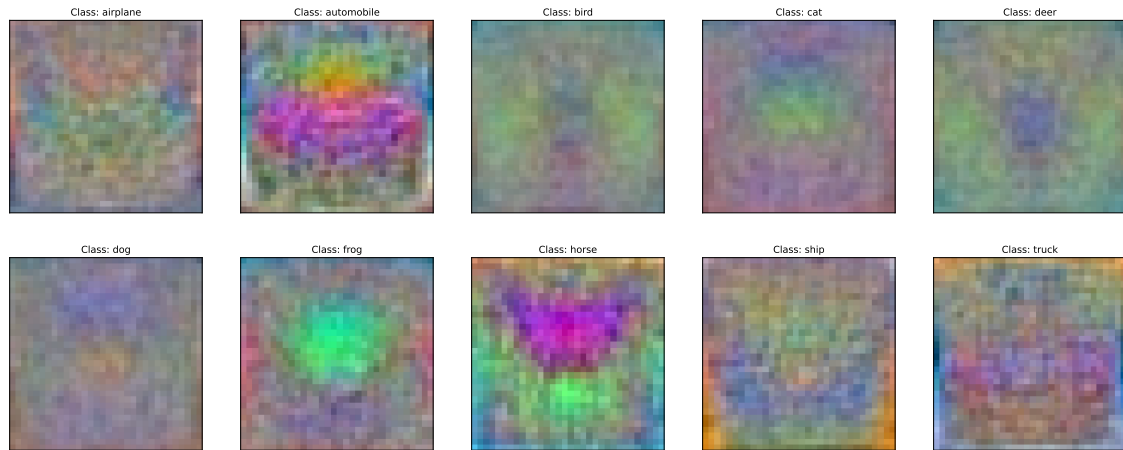 Class: airplane
Class: automobile
Class: bird
Class: cat
Class: deer
Class: dog
Class: frog
Class: horse
Class: ship
Class: truck